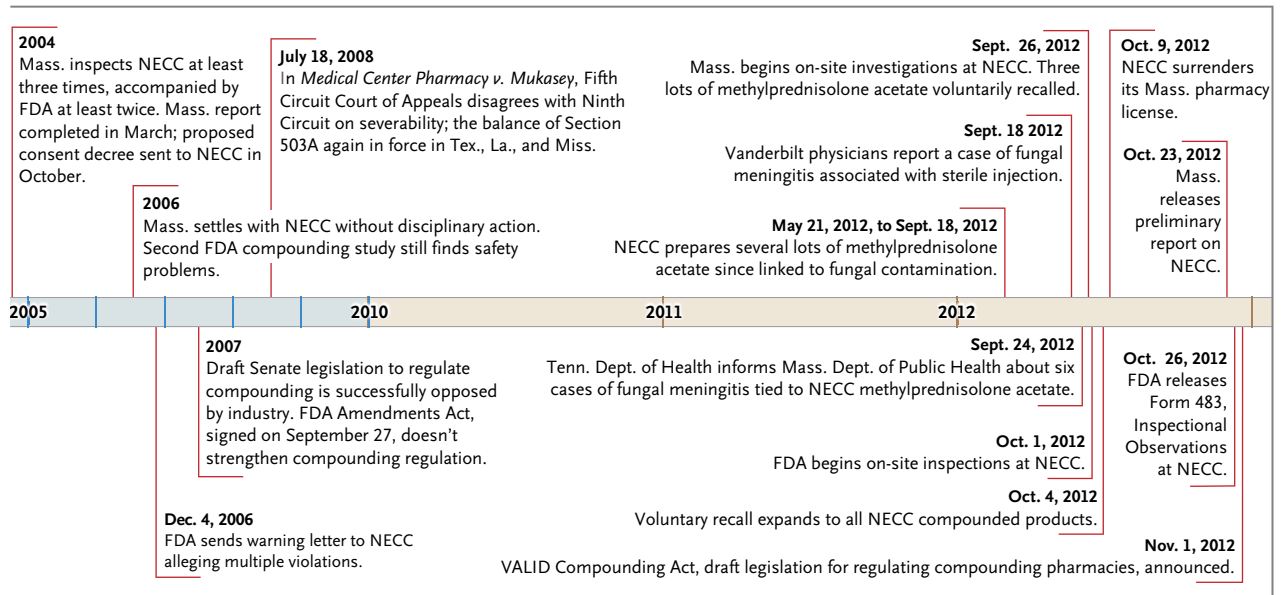 2004
Mass. inspects NECC at least
three times, accompanied by
FDA at least twice. Mass. report
completed in March; proposed
consent decree sent to NECC in
October.
2006
Mass. settles with NECC without disciplinary action.
Second FDA compounding study still finds safety
problems.
July 18, 2008
In Medical Center Pharmacy v. Mukasey, Fifth
Circuit Court of Appeals disagrees with Ninth
Circuit on severability; the balance of Section
503A again in force in Tex., La., and Miss.
Sept. 26, 2012
Mass. begins on-site investigations at NECC. Three
lots of methylprednisolone acetate voluntarily recalled.
Sept. 18 2012
Vanderbilt physicians report a case of fungal
meningitis associated with sterile injection.
May 21, 2012, to Sept. 18, 2012
NECC prepares several lots of methylprednisolone
acetate since linked to fungal contamination.
Oct. 9, 2012
NECC surrenders
its Mass. pharmacy
license.
Oct. 23, 2012
Mass.
releases
preliminary
report on
NECC.
2005 2010 2011 2012
2007
Draft Senate legislation to regulate
compounding is successfully opposed
by industry. FDA Amendments Act,
signed on September 27, doesn't
strengthen compounding regulation.
Dec. 4, 2006
FDA sends warning letter to NECC
alleging multiple violations.
Sept. 24, 2012
Tenn. Dept. of Health informs Mass. Dept. of Public Health about six
cases of fungal meningitis tied to NECC methylprednisolone acetate.
Oct. 1, 2012
FDA begins on-site inspections at NECC.
Oct. 4, 2012
Voluntary recall expands to all NECC compounded products.
Oct. 26, 2012
FDA releases
Form 483,
Inspectional
Observations
at NECC.
Nov. 1, 2012
VALID Compounding Act, draft legislation for regulating compounding pharmacies, announced.